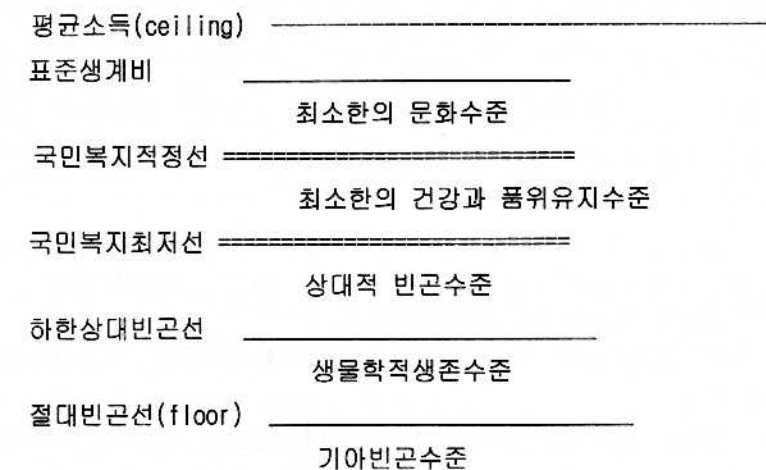 평균소득(ceiling)
표준생계비
최소한의 문화수준
국민복지적정선
최소한의 건강과 품위유지수준
국민복지최저선
상대적 빈곤수준
하한상대빈곤선
생물학적생존수준
절대빈곤선(floor)
기아빈곤수준